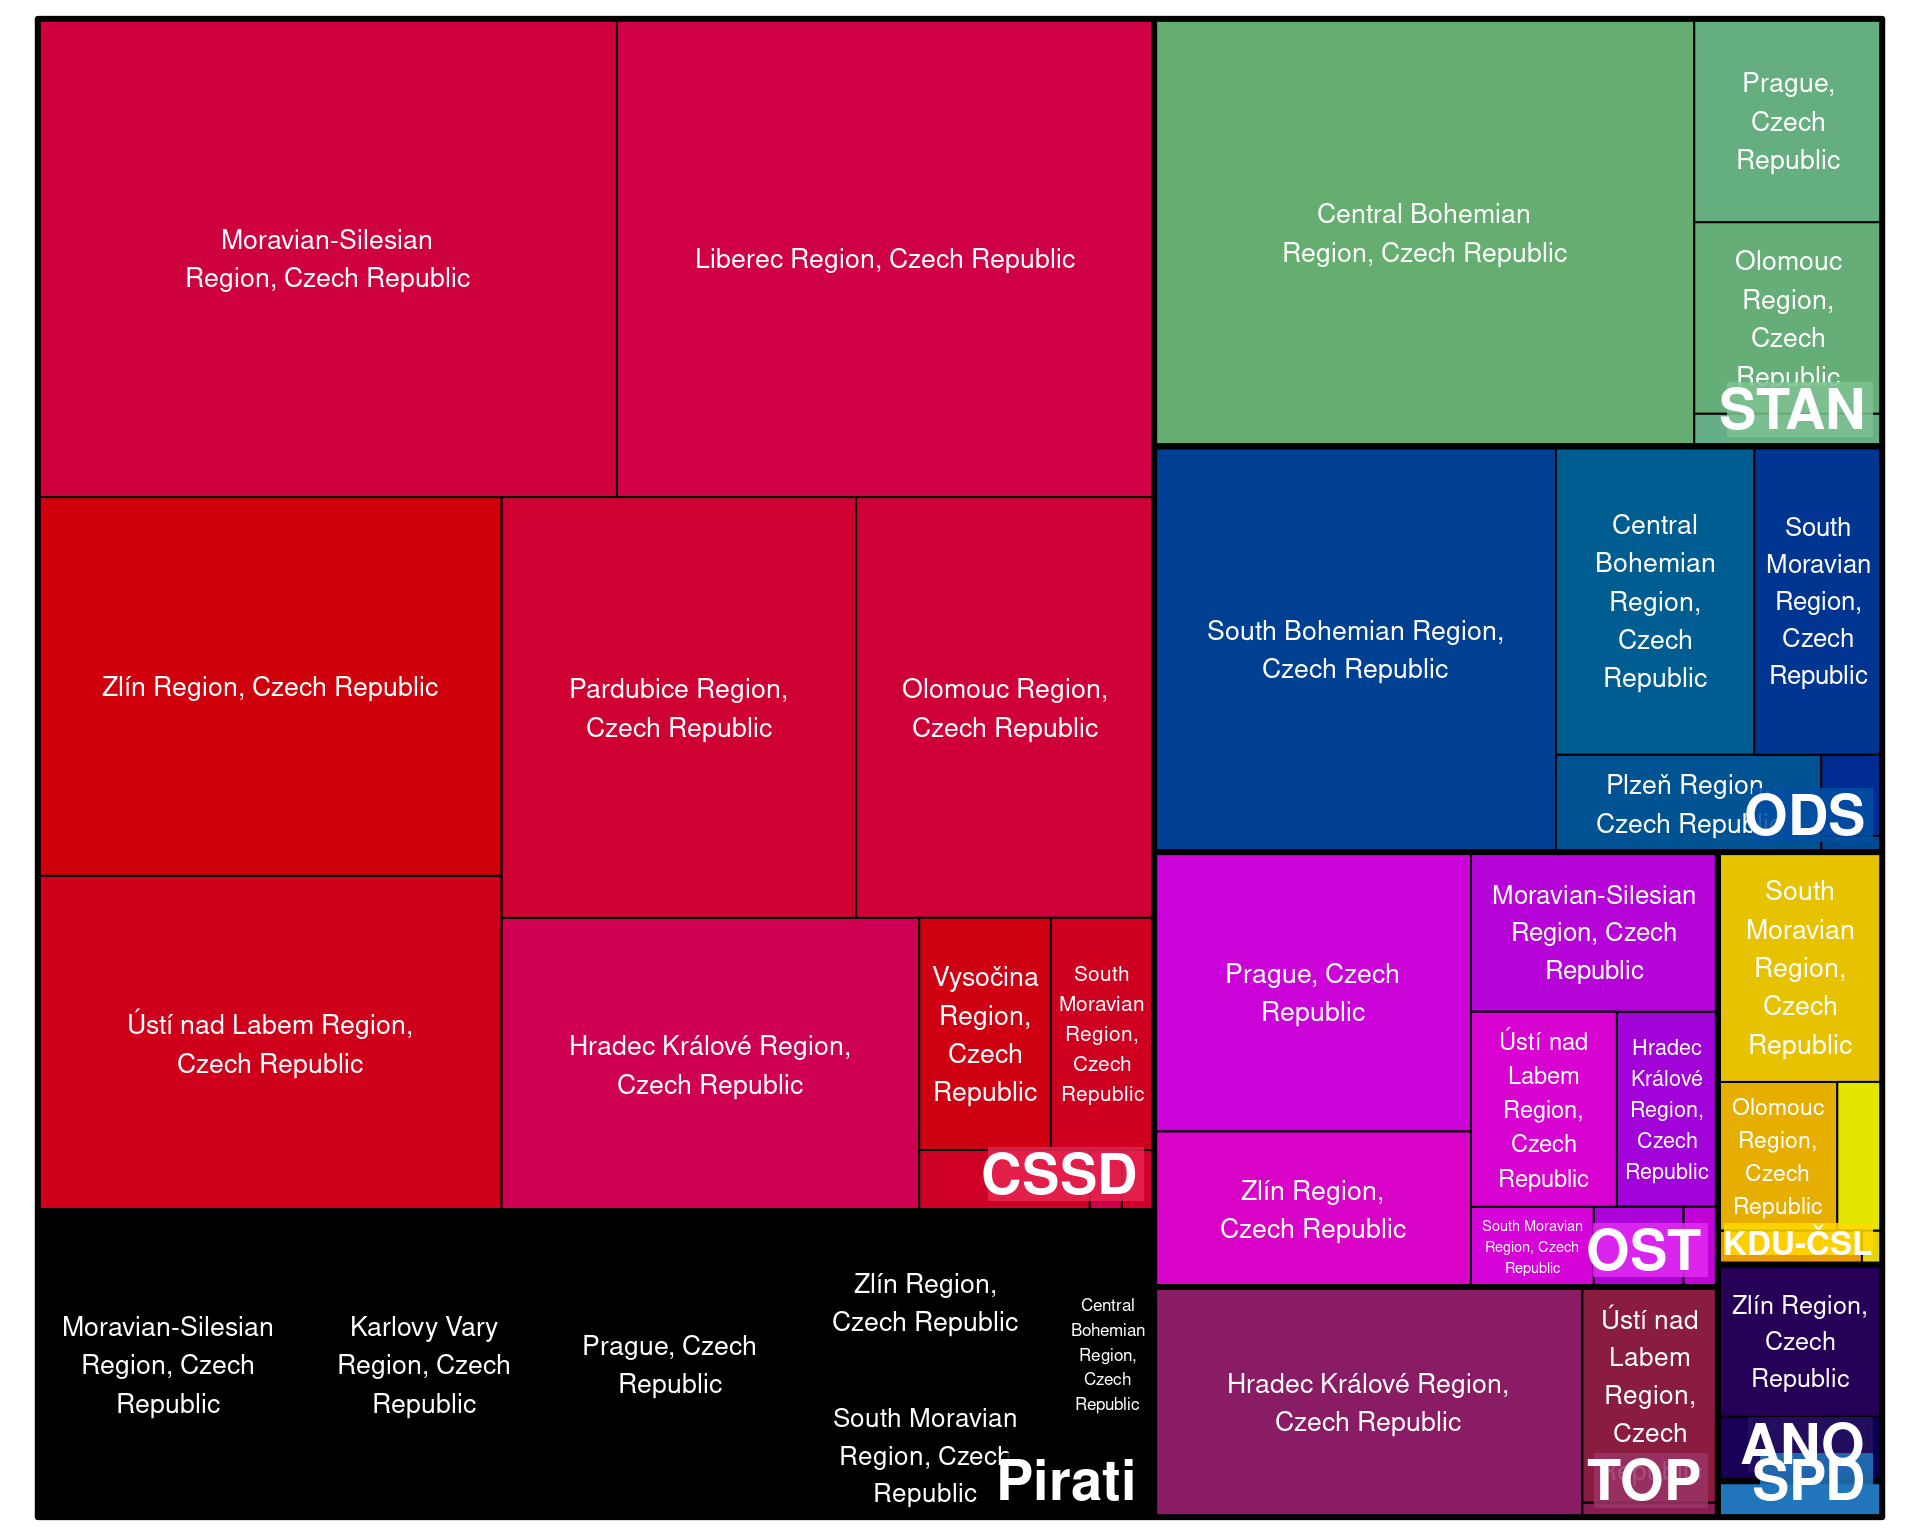 Moravian-Silesian
Region, Czech Republic
Liberec Region, Czech Republic
Zlín Region, Czech Republic
Pardubice Region,
Czech Republic
Olomouc Region,
Czech Republic
Ústí nad Labem Region,
Czech Republic
Hradec Králové Region,
Czech Republic
Vysočina
Region,
Czech
Republic
South
Moravian
Region,
Czech
Republic
CSSD
Moravian-Silesian
Region, Czech
Republic
Karlovy Vary
Region, Czech
Republic
Prague, Czech
Republic
Zlín Region,
Czech Republic
South Moravian
Region, Czech
Republic
Central
Bohemian
Region,
Czech
Republic
Pirati
Central Bohemian
Region, Czech Republic
Prague,
Czech
Republic
Olomouc
Region,
Czech
Republic
STAN
South Bohemian Region,
Czech Republic
Central
Bohemian
Region,
Czech
Republic
South
Moravian
Region,
Czech
Republic
Plzeň Region
Czech Republic
ODS
Prague, Czech
Republic
Zlín Region,
Czech Republic
Moravian-Silesian
Region, Czech
Republic
Ústí nad
Labem
Region,
Czech
Republic
Hradec
Králové
Region,
Czech
Republic
South Moravian
Region, Czech
Republic
OST
South
Moravian
Region,
Czech
Republic
Olomouc
Region,
Czech
Republic
KDU-ČSL
Hradec Králové Region,
Czech Republic
Ústí nad
Labem
Region,
Czech
TOP
Zlín Region,
Czech
Republic
ANO
SPD